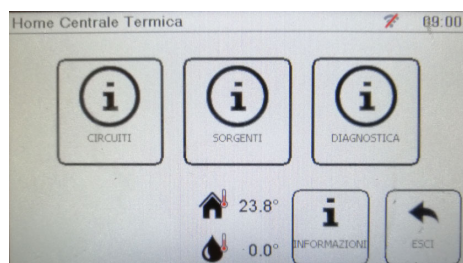 Home Centrale Termica 09:00
CIRCUITI SORGENTI DIAGNOSTICA
23.8°
0.0°
INFORMAZIONI ESCI